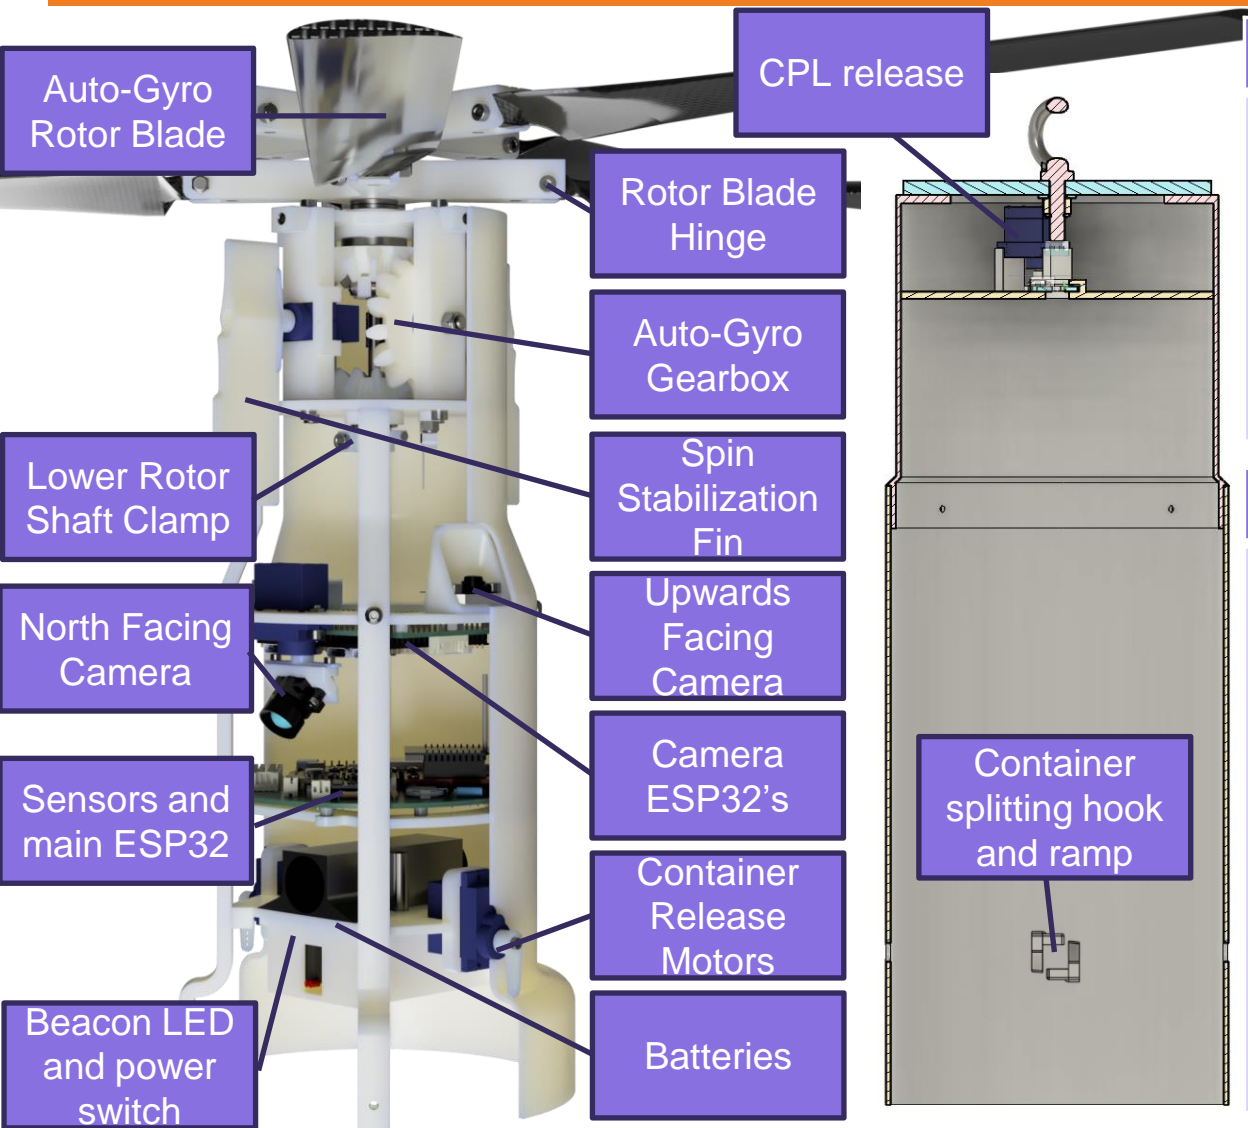 Auto-Gyro
Rotor Blade
CPL release
Rotor Blade
Hinge
Auto-Gyro
Gearbox
Lower Rotor
Shaft Clamp
Spin
Stabilization
Fin
North Facing
Camera
Upwards
Facing
Camera
Sensors and
main ESP32
Camera
ESP32's
Container
splitting hook
and ramp
Container
Release
Motors
Beacon LED
and power
switch
Batteries